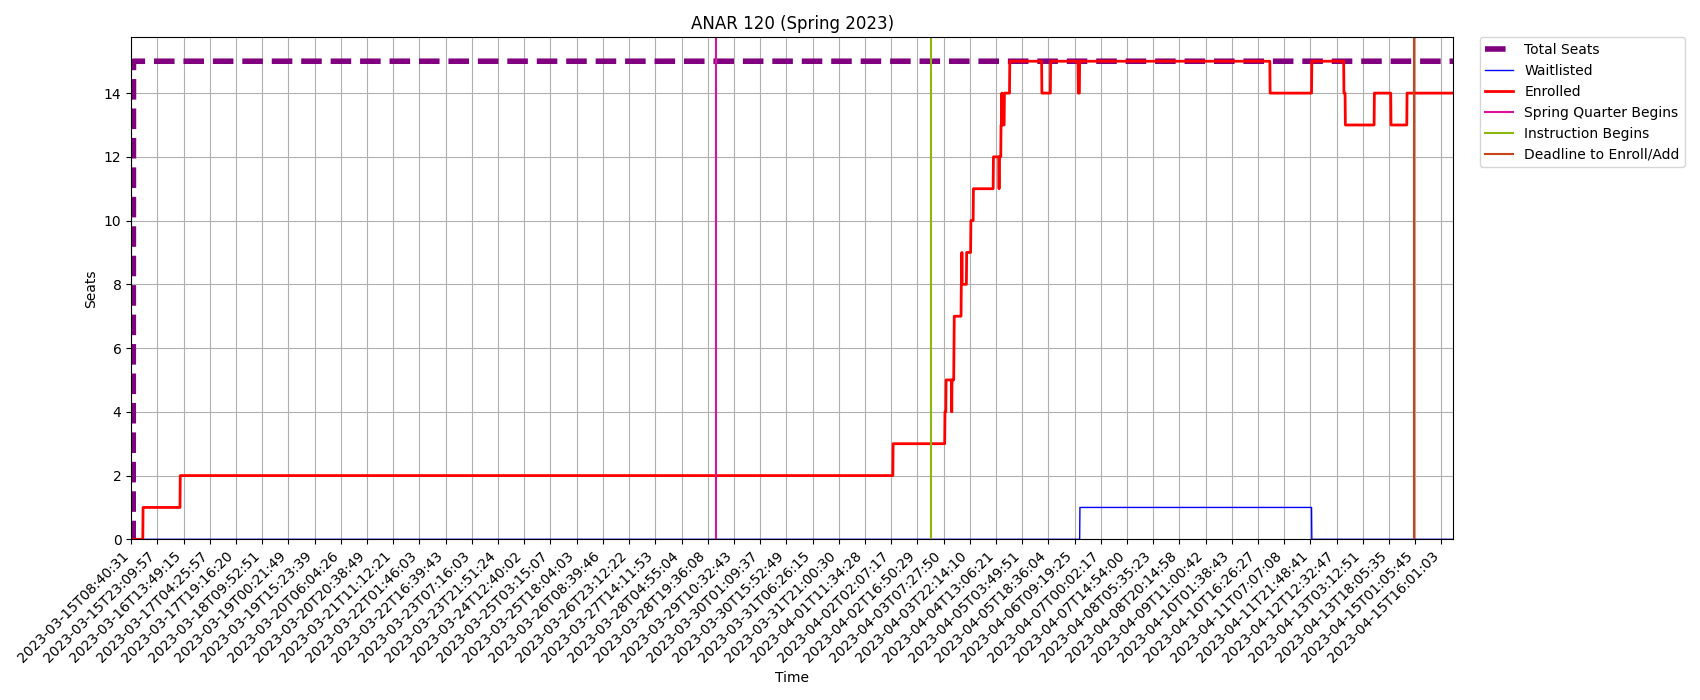 ANAR 120 (Spring 2023)
Total Seats
Waitlisted
Enrolled
Spring Quarter Begins
Instruction Begins
Deadline to Enroll/Add
Seats
14
12
10
8
6
4
2
0
2023-03-15T08:40:31
2023-03-15T23:09:57
2023-03-16T13:49:15
2023-03-17T04:25:57
2023-03-17T19:16:20
2023-03-18T09:52:51
2023-03-19T00:21:49
2023-03-19T15:23:39
2023-03-20T06:04:26
2023-03-20T20:38:49
2023-03-21T11:12:21
2023-03-22T01:46:03
2023-03-22T16:39:43
2023-03-23T07:16:03
2023-03-23T21:51:24
2023-03-24T12:40:02
2023-03-25T03:15:07
2023-03-25T18:04:03
2023-03-26T08:39:46
2023-03-26T23:12:22
2023-03-27T14:11:53
2023-03-28T04:55:04
2023-03-28T19:36:08
2023-03-29T10:32:43
2023-03-30T01:09:37
2023-03-30T15:52:49
2023-03-31T06:26:15
2023-03-31T21:00:30
2023-04-01T11:34:28
2023-04-02T02:07:17
2023-04-02T16:50:29
2023-04-03T07:27:50
2023-04-03T22:14:10
2023-04-04T13:06:21
2023-04-05T03:49:51
2023-04-05T18:36:04
2023-04-06T09:19:25
2023-04-07T00:02:17
2023-04-07T14:54:00
2023-04-08T05:35:23
2023-04-08T20:14:58
2023-04-09T11:00:42
2023-04-10T01:38:43
2023-04-10T16:26:27
2023-04-11T07:07:08
2023-04-11T21:48:41
2023-04-12T12:32:47
2023-04-13T03:12:51
2023-04-13T18:05:35
2023-04-15T01:05:45
2023-04-15T16:01:03
Time